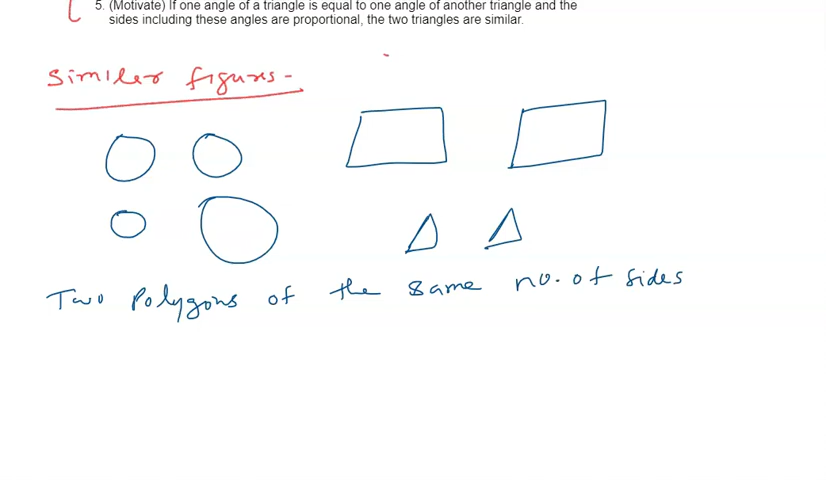 5. (Motivate) If one angle of a triangle is equal to one angle of another triangle and the
sides including these angles are proportional, the two triangles are similar.
Similer figures-
Two Polygons of the same no. of sides